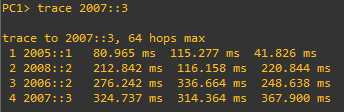 PC1> trace 2007::3
trace to 2007::3, 64 hops max
1 2005::1 80.965 ms 115.277 ms 41.826 ms
2 2008::2 212.842 ms 116.158 ms 220.844 ms
3 2006::2 276.242 ms 336.664 ms 248.638 ms
4 2007::3 324.737 ms 314.364 ms 367.900 ms